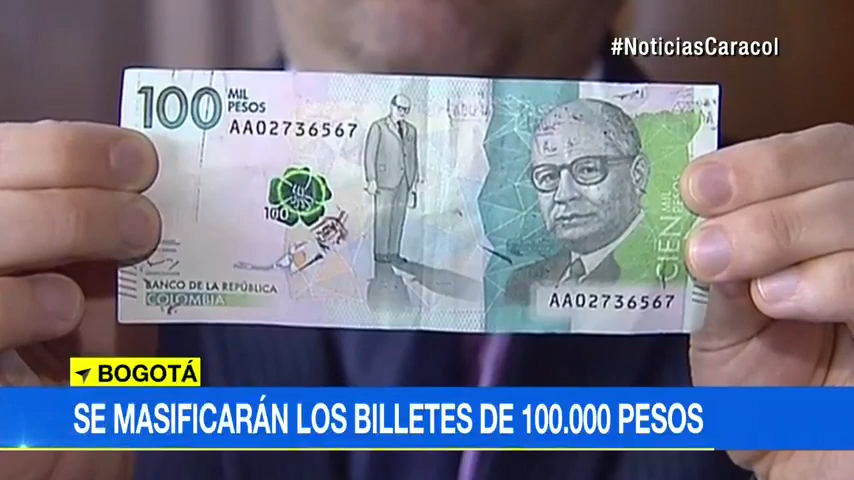 #NoticiasCaracol
100 MIL
PESOS
AA02736567
100
BANCO DE LA REPÚBLICA
COLOMBIA
CIEN MIL
PESOS
AA02736567
BOGOTÁ
SE MASIFICARÁN LOS BILLETES DE 100.000 PESOS